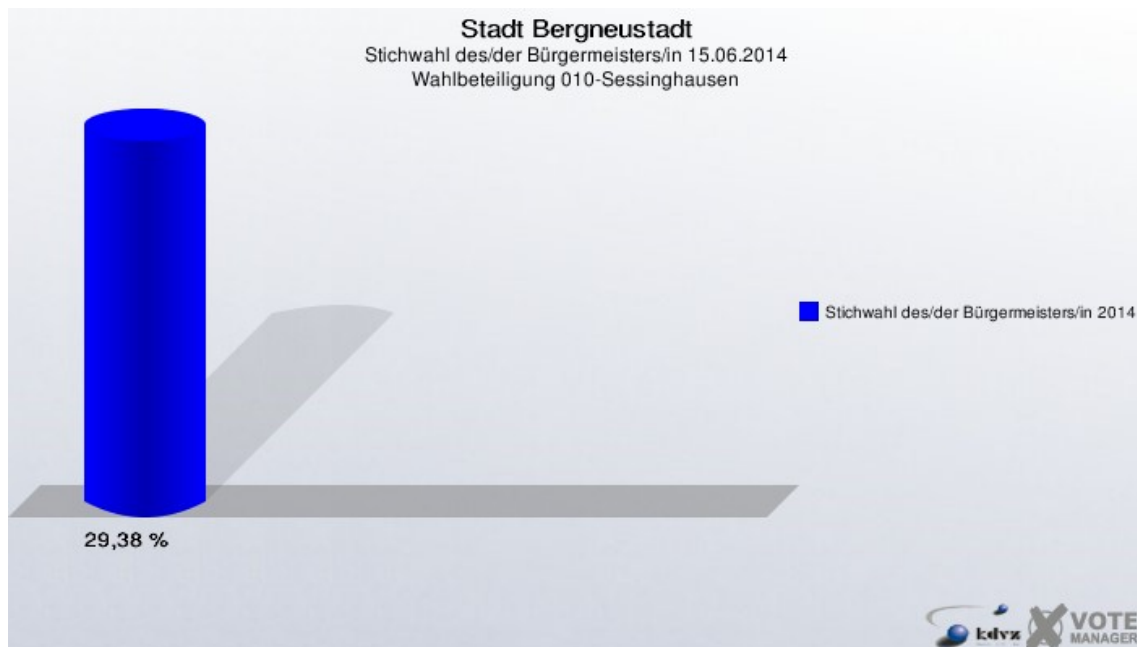 Stadt Bergneustadt
Stichwahl des/der Bürgermeisters/in 15.06.2014
Wahlbeteiligung 010-Sessinghausen
Stichwahl des/der Bürgermeisters/in 2014
29,38 %
kdvz
VOTE
MANAGER